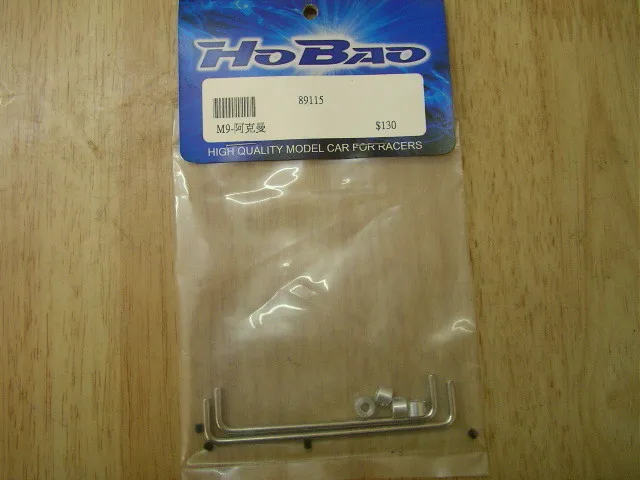 HOBAO
89115
M9-阿克曼 $130
HIGH QUALITY MODEL CAR FOR RACERS